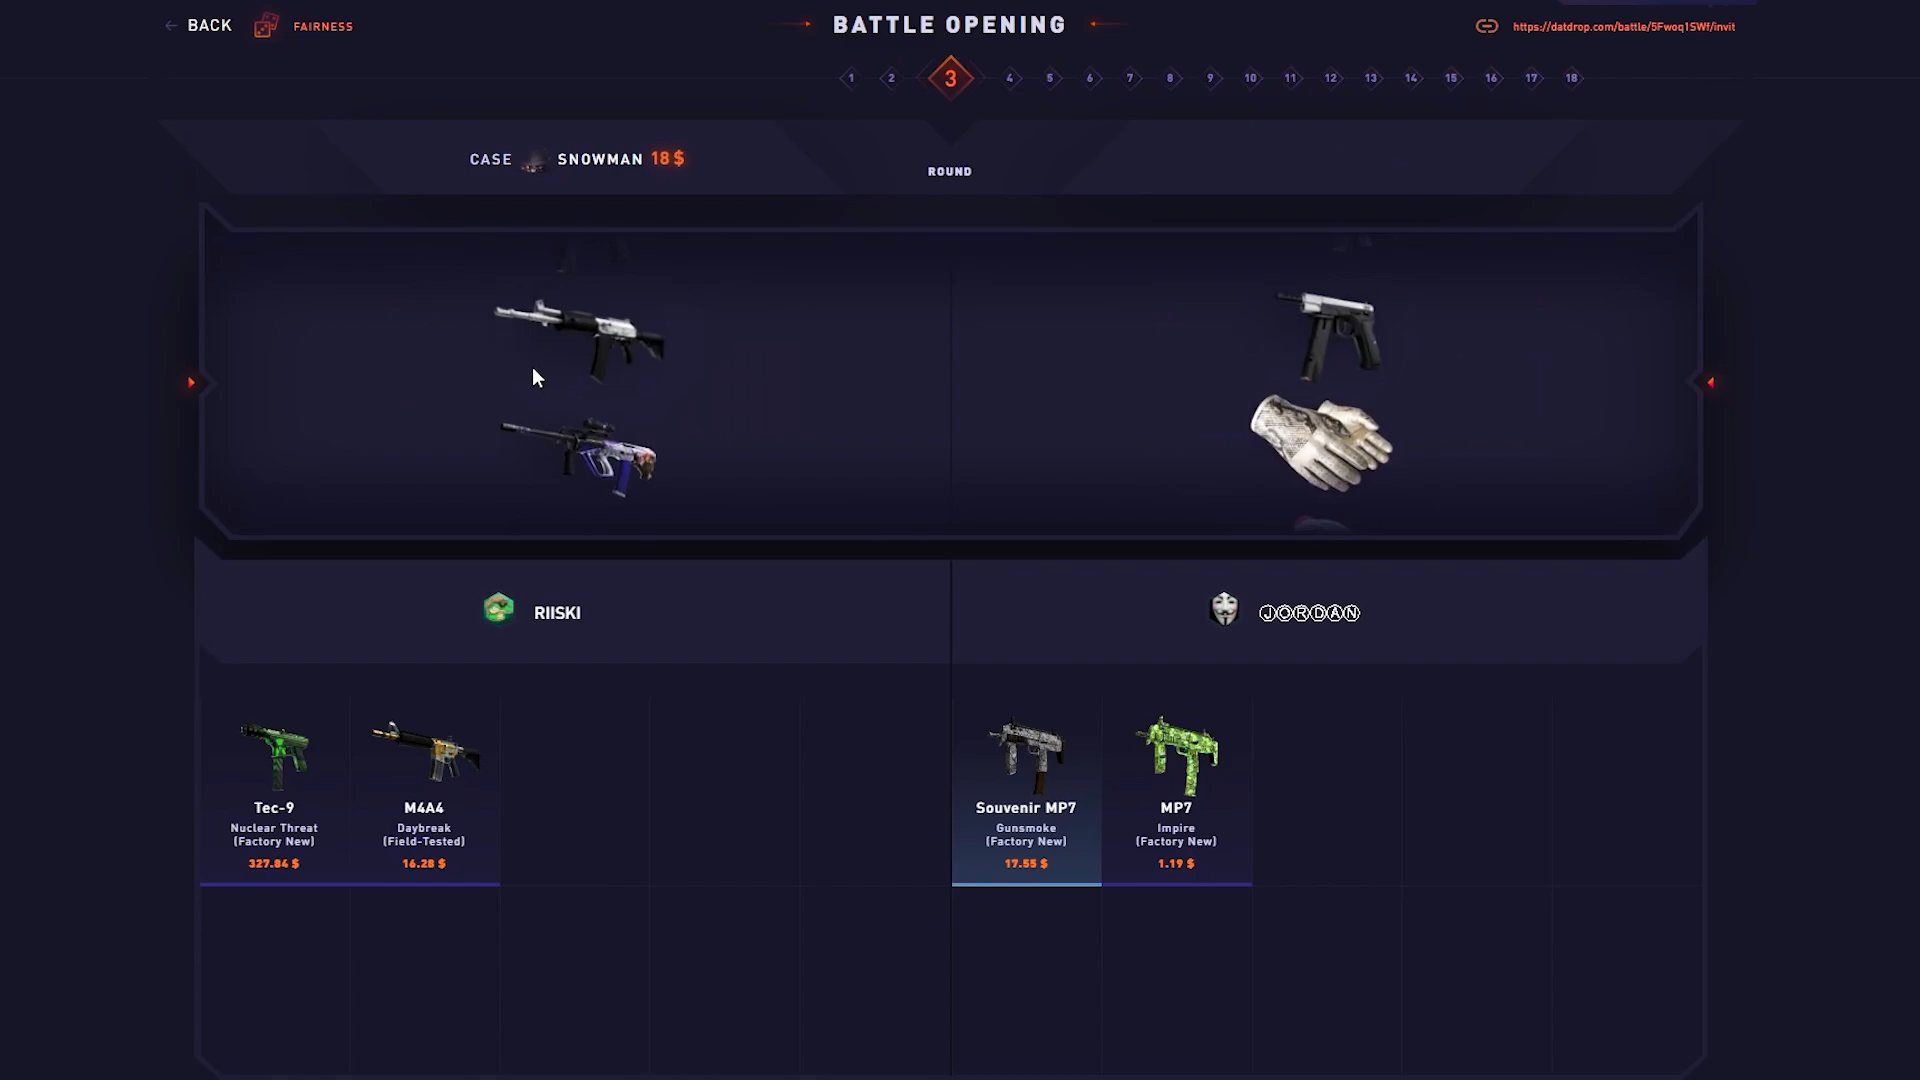 BACK
FAIRNESS
BATTLE OPENING
https://datdrop.com/battle/5Fwoq1SWf/invit
1 2 3 4 5 6 7 8 9 10 11 12 13 14 15 16 17 18
CASE SNOWMAN 18 $
ROUND
RIISKI
ⒿⓄⓇⒹⒶⓃ
Tec-9
Nuclear Threat
(Factory New)
327.84 $
M4A4
Daybreak
(Field-Tested)
16.28 $
Souvenir MP7
Gunsmoke
(Factory New)
17.55 $
MP7
Impire
(Factory New)
1.19 $